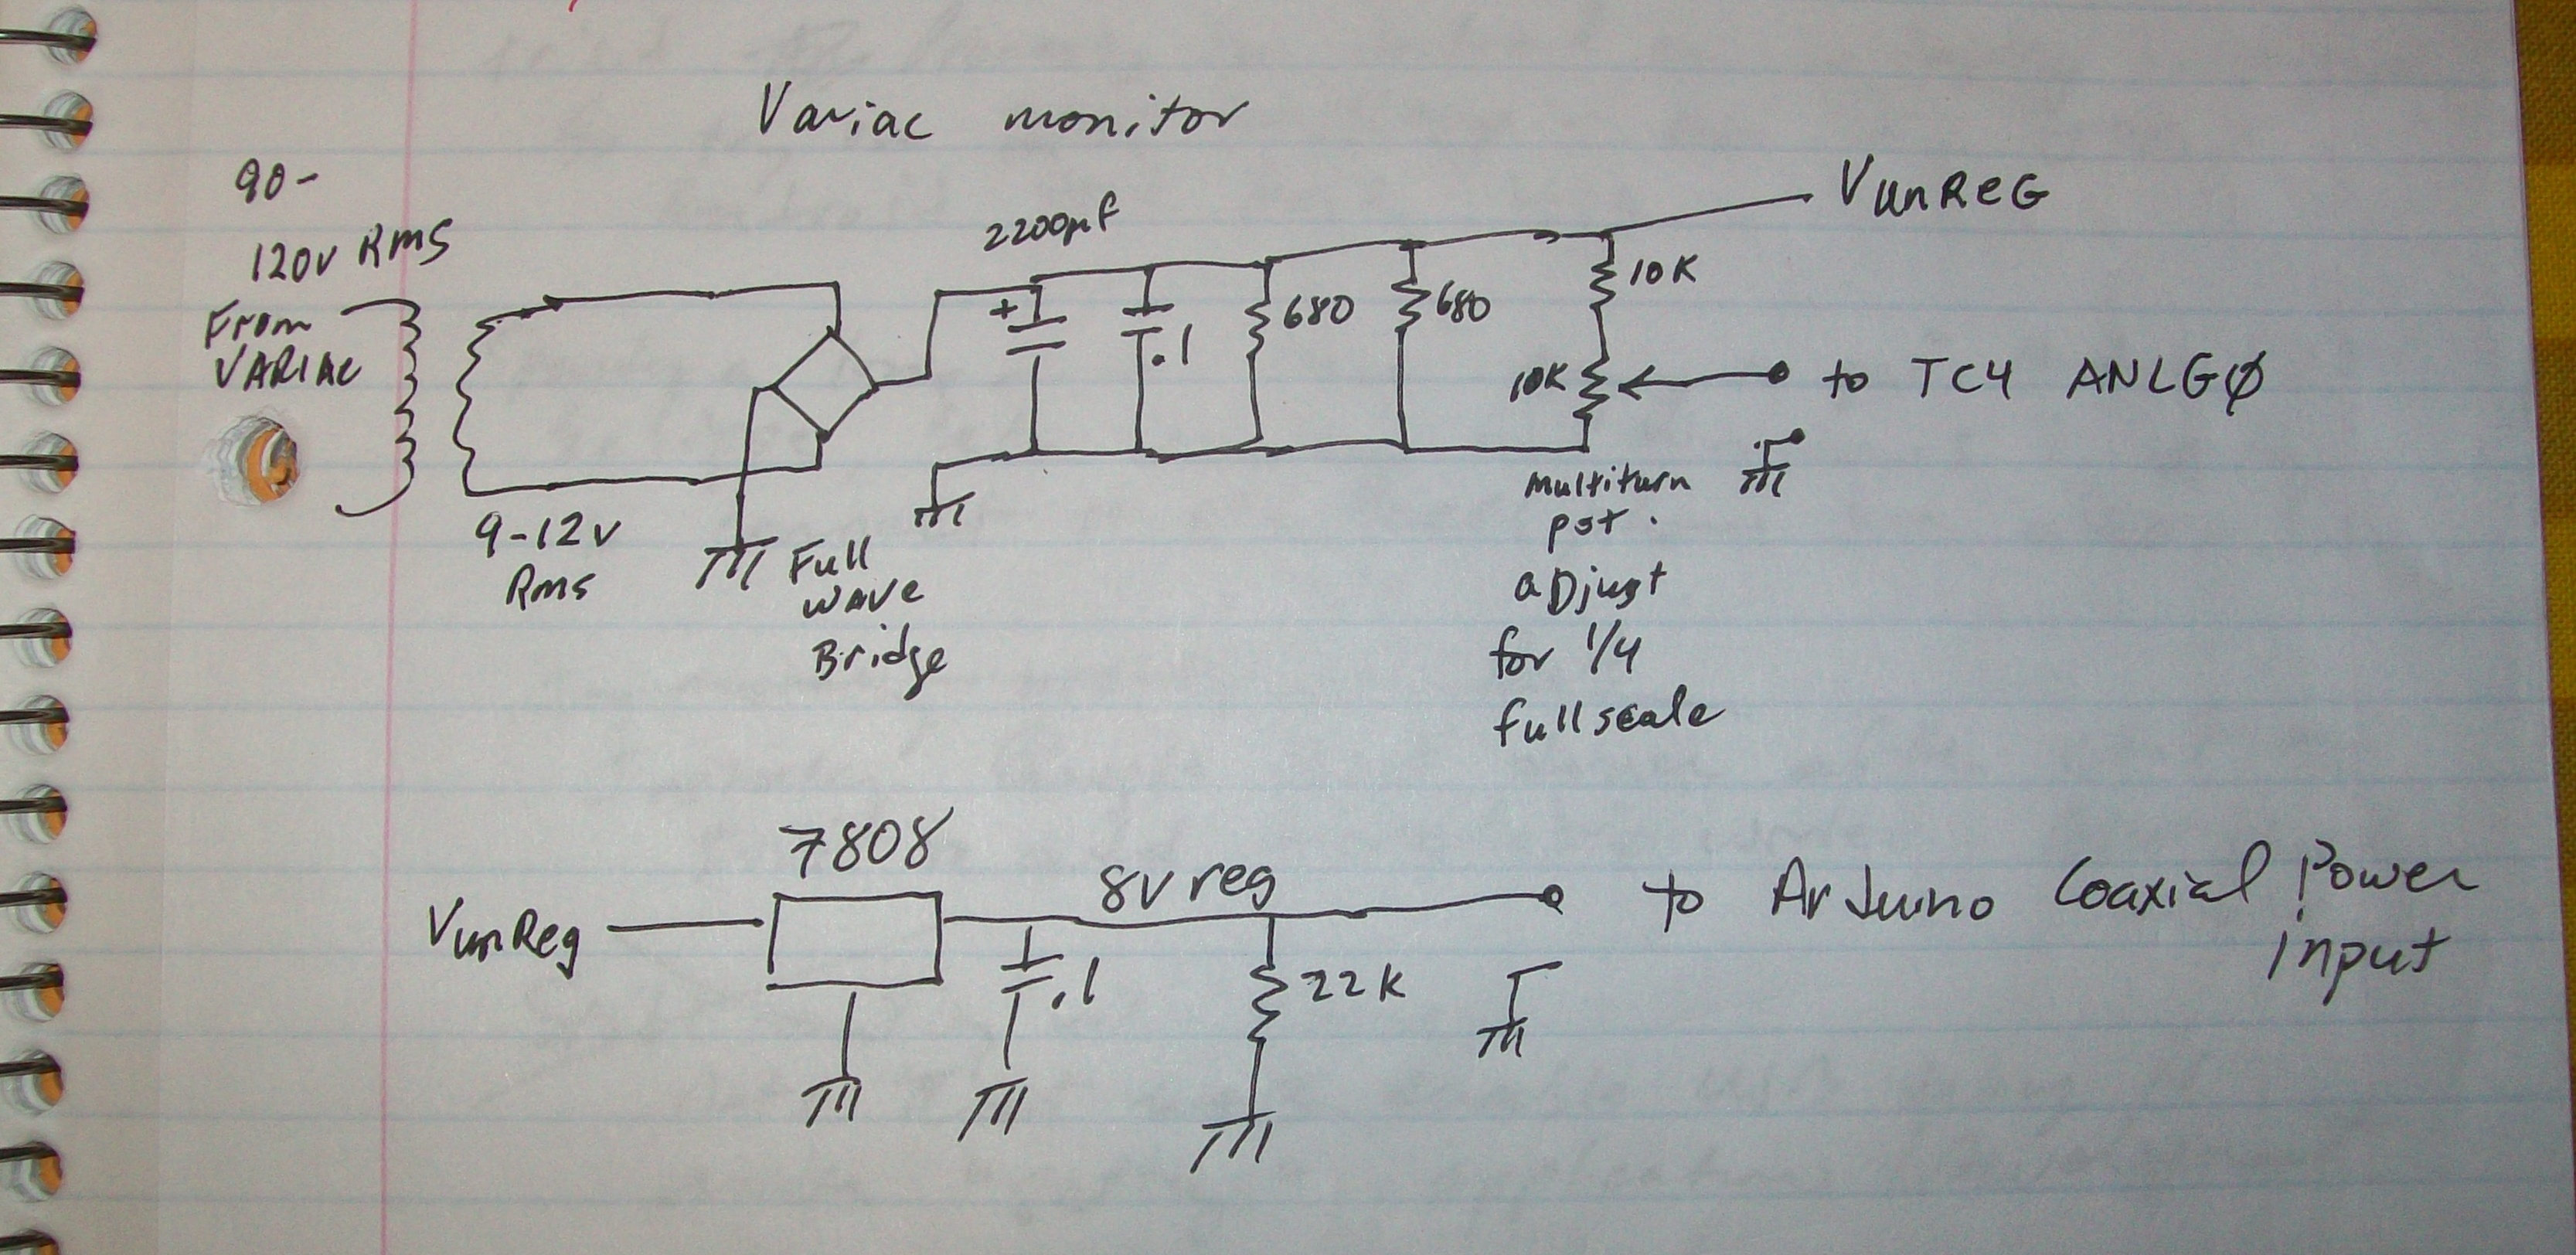 Variac monitor
90-
120v RMS
From
VARIAC
9-12v
Rms
Full
WAVE
Bridge
2200µf
+
.1
680
680
10K
10K
VunReG
to TC4 ANLGØ
Multiturn
pot.
aDjust
for 1/4
fullscale
7808
VunReg
8v reg
.1
22K
to Arduino Coaxial Power
input